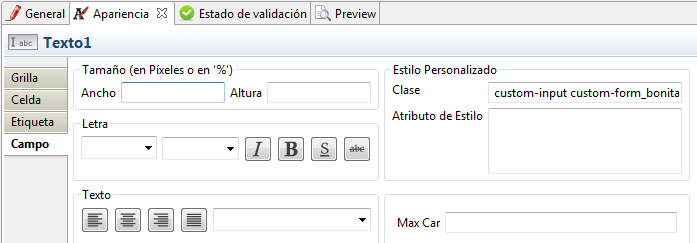 General Apariencia Estado de validación Preview
abc Texto1
Grilla
Celda
Etiqueta
Campo
Tamaño (en Píxeles o en '%')
Ancho Altura
Letra
I B S abc
Texto
Estilo Personalizado
Clase custom-input custom-form_bonita
Atributo de Estilo
Max Car